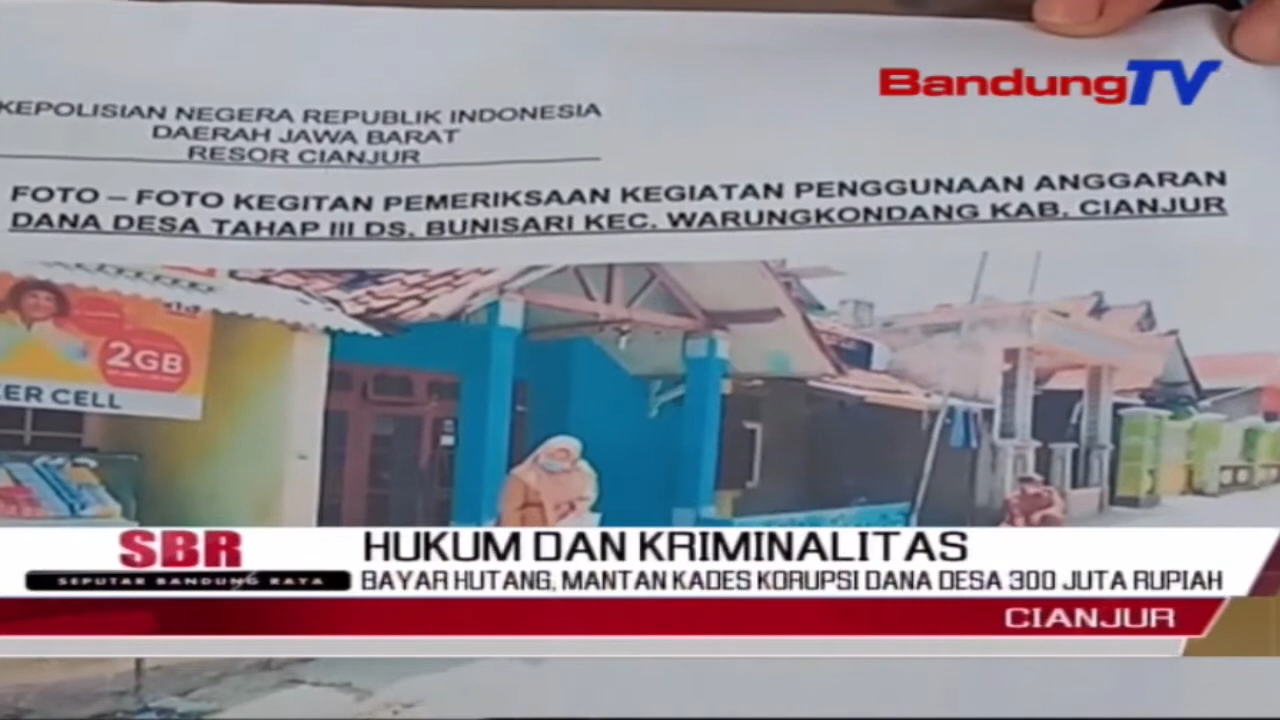 BandungTV
KEPOLISIAN NEGERA REPUBLIK INDONESIA
DAERAH JAWA BARAT
RESOR CIANJUR
FOTO – FOTO KEGITAN PEMERIKSAAN KEGIATAN PENGGUNAAN ANGGARAN
DANA DESA TAHAP III DS. BUNISARI KEC. WARUNGKONDANG KAB. CIANJUR
2GB
CELL
SBR
SEPUTAR BANDUNG RAYA
HUKUM DAN KRIMINALITAS
BAYAR HUTANG, MANTAN KADES KORUPSI DANA DESA 300 JUTA RUPIAH
CIANJUR